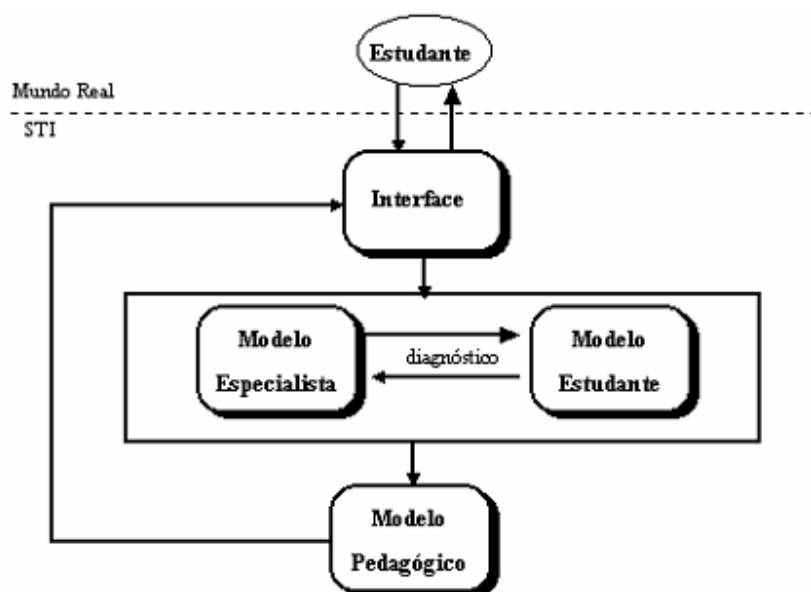 Estudante
Mundo Real
STI
Interface
Modelo
Especialista
diagnóstico
Modelo
Estudante
Modelo
Pedagógico